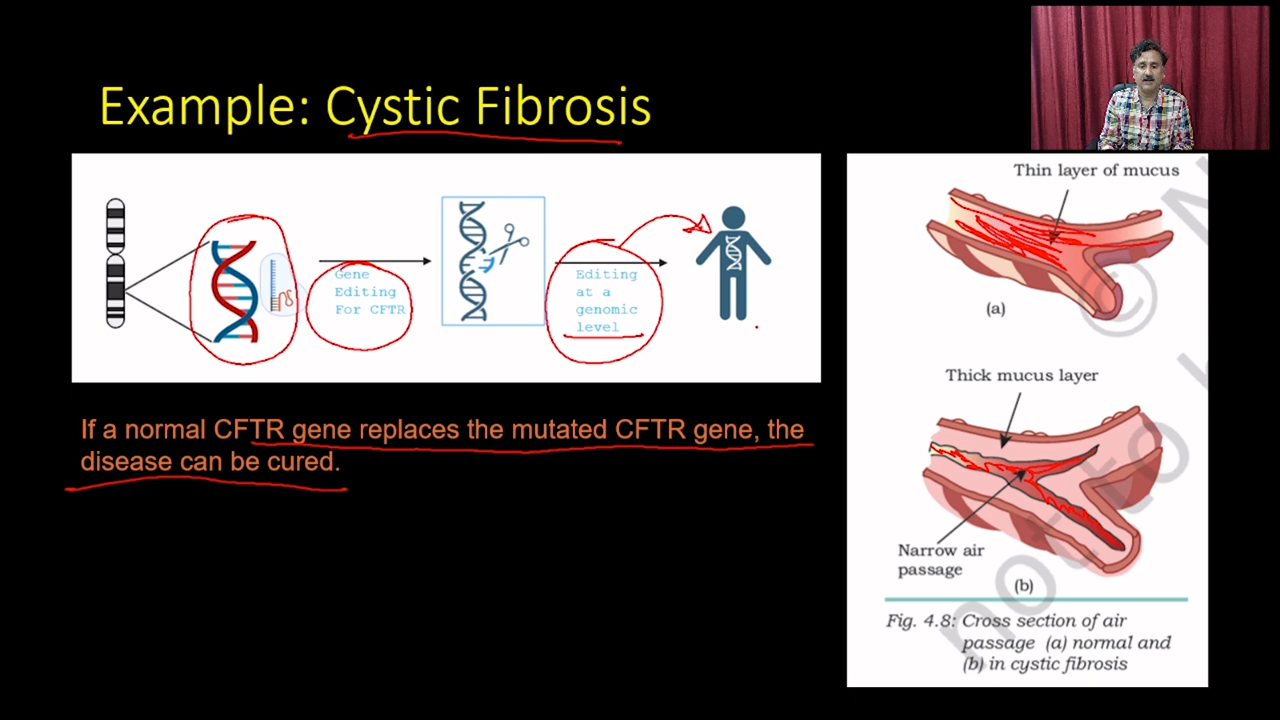 Example: Cystic Fibrosis
Gene
Editing
For CFTR
Editing
at a
genomic
level
If a normal CFTR gene replaces the mutated CFTR gene, the
disease can be cured.
Thin layer of mucus
(a)
Thick mucus layer
Narrow air
passage
(b)
Fig. 4.8: Cross section of air
passage (a) normal and
(b) in cystic fibrosis
© N
not to